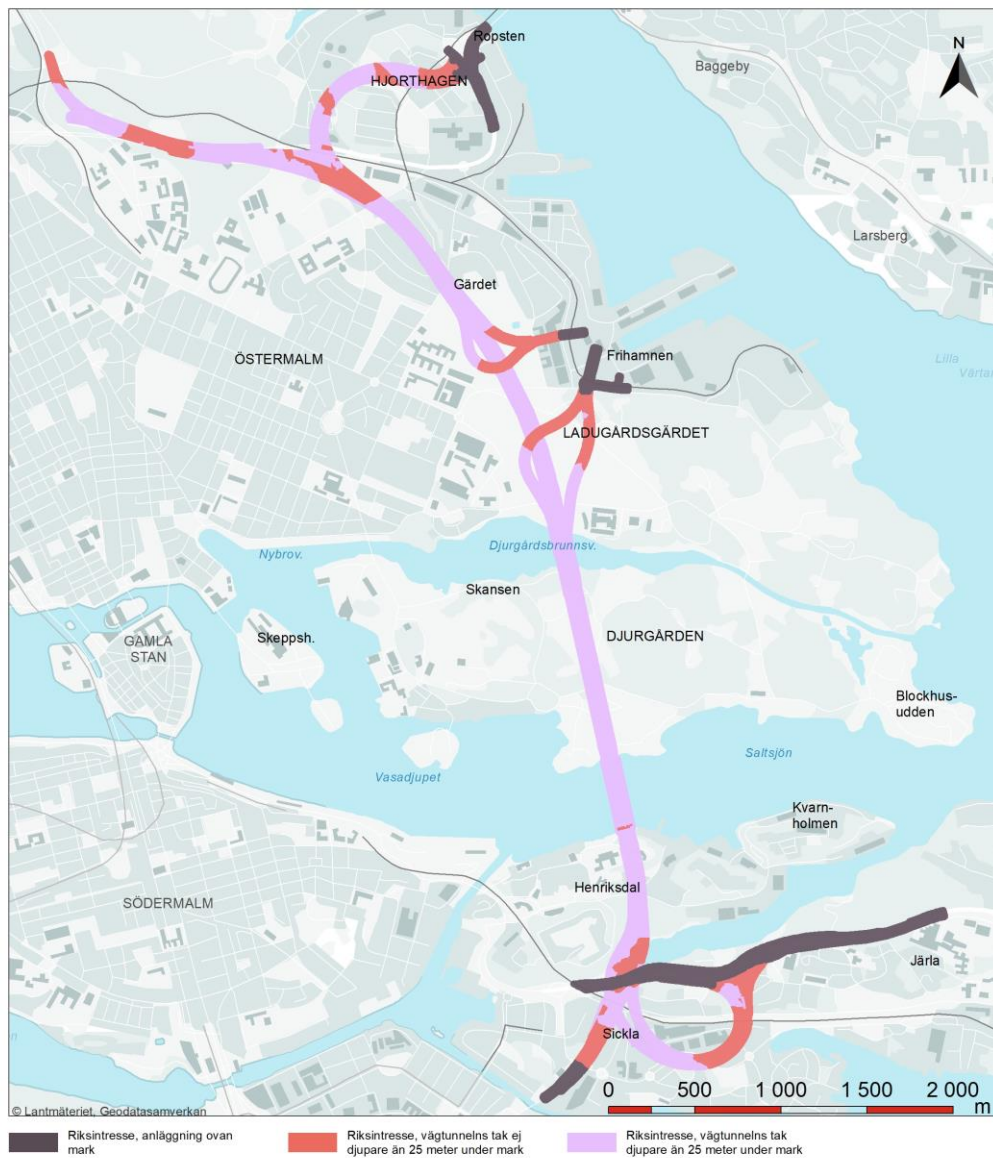 Ropsten
N
Baggeby
HJORTHAGEN
Larsberg
Gärdet
ÖSTERMALM
Frihamnen
Lilla
Värtan
LADUGÅRDSGÄRDET
Nybrov.
Djurgårdsbrunnsv.
Skansen
GAMLA
STAN
Skeppsh.
DJURGÅRDEN
Blockhus-
udden
Vasadjupet
Saltsjön
Kvarn-
holmen
Henriksdal
SÖDERMALM
Järla
Sickla
0 500 1 000 1 500 2 000
m
© Lantmäteriet, Geodatasamverkan
Riksintresse, anläggning ovan
mark
Riksintresse, vägtunnelns tak ej
djupare än 25 meter under mark
Riksintresse, vägtunnelns tak
djupare än 25 meter under mark